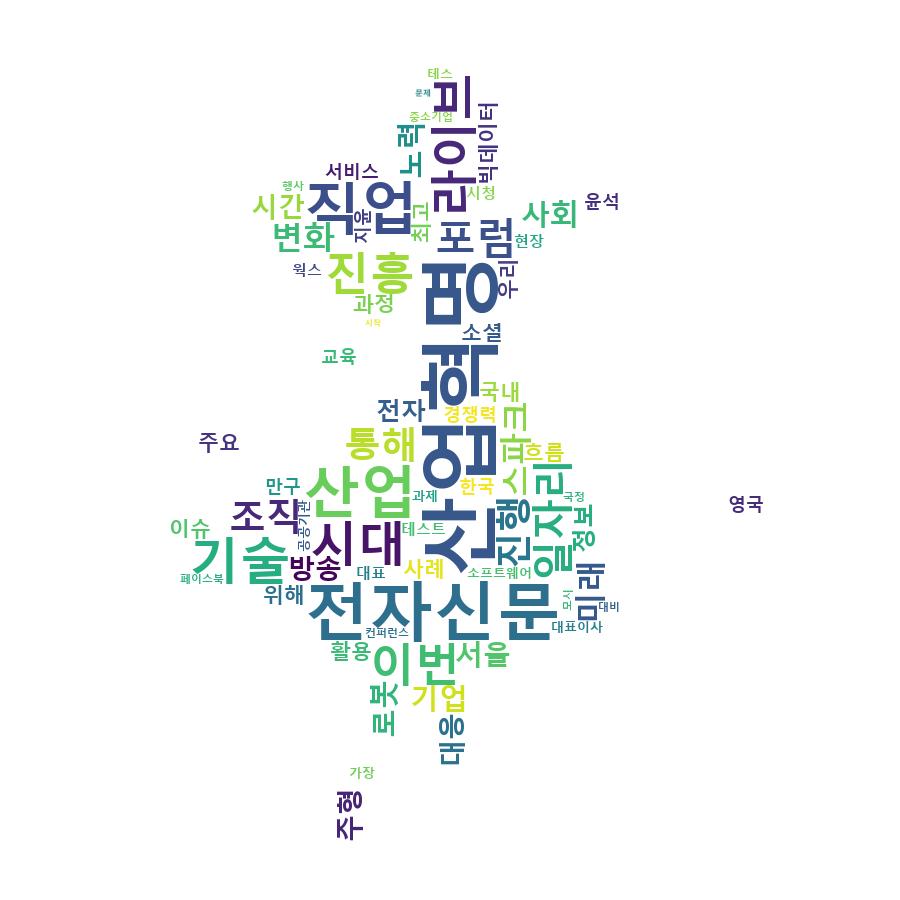 테스
문제
라이브
중소기업
빅데이터
노력
서비스
행사
시간
직업
지윤
최고
시청
사회
윤석
변화
포럼
현장
웍스
진흥
우리
과정
시작
산업혁명
소셜
교육
국내
전자
경쟁력
스파크
주요
통해
흐름
만구
산업
한국
일자리
과제
국정
영국
조직
공공기관
진행
이슈
시대
테스트
정보
기술
방송
대표
사례
소프트웨어
페이스북
위해
미래
모시
대비
전자신문
컨퍼런스
대표이사
활용
이번
서울
로봇
기업
대응
가장
주형